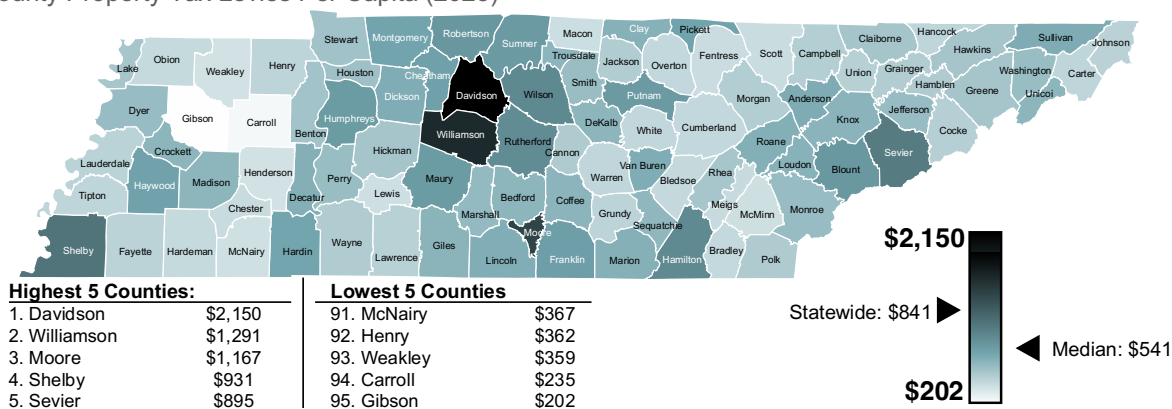 ounty Property Tax Levies Per Capita (2023)
Stewart
Montgomery
Robertson
Sumner
Macon
Clay
Pickett
Claiborne
Hancock
Sullivan
Johnson
Lake
Obion
Weakley
Henry
Houston
Cheatham
Trousdale
Jackson
Overton
Fentress
Scott
Campbell
Union
Grainger
Hawkins
Washington
Carter
Dyer
Gibson
Carroll
Benton
Humphreys
Dickson
Davidson
Wilson
Smith
Putnam
Morgan
Anderson
Knox
Jefferson
Hamblen
Greene
Unicoi
Crockett
Hickman
Williamson
Rutherford
Cannon
DeKalb
White
Cumberland
Roane
Loudon
Blount
Sevier
Cocke
Lauderdale
Tipton
Haywood
Madison
Henderson
Decatur
Perry
Lewis
Maury
Bedford
Coffee
Warren
Van Buren
Bledsoe
Rhea
Meigs
McMinn
Monroe
Shelby
Fayette
Hardeman
Chester
McNairy
Hardin
Wayne
Lawrence
Giles
Marshall
Lincoln
Moore
Franklin
Grundy
Marion
Sequatchie
Hamilton
Bradley
Polk
Highest 5 Counties:
1. Davidson $2,150
2. Williamson $1,291
3. Moore $1,167
4. Shelby $931
5. Sevier $895
Lowest 5 Counties
91. McNairy $367
92. Henry $362
93. Weakley $359
94. Carroll $235
95. Gibson $202
$2,150
Statewide: $841
Median: $541
$202